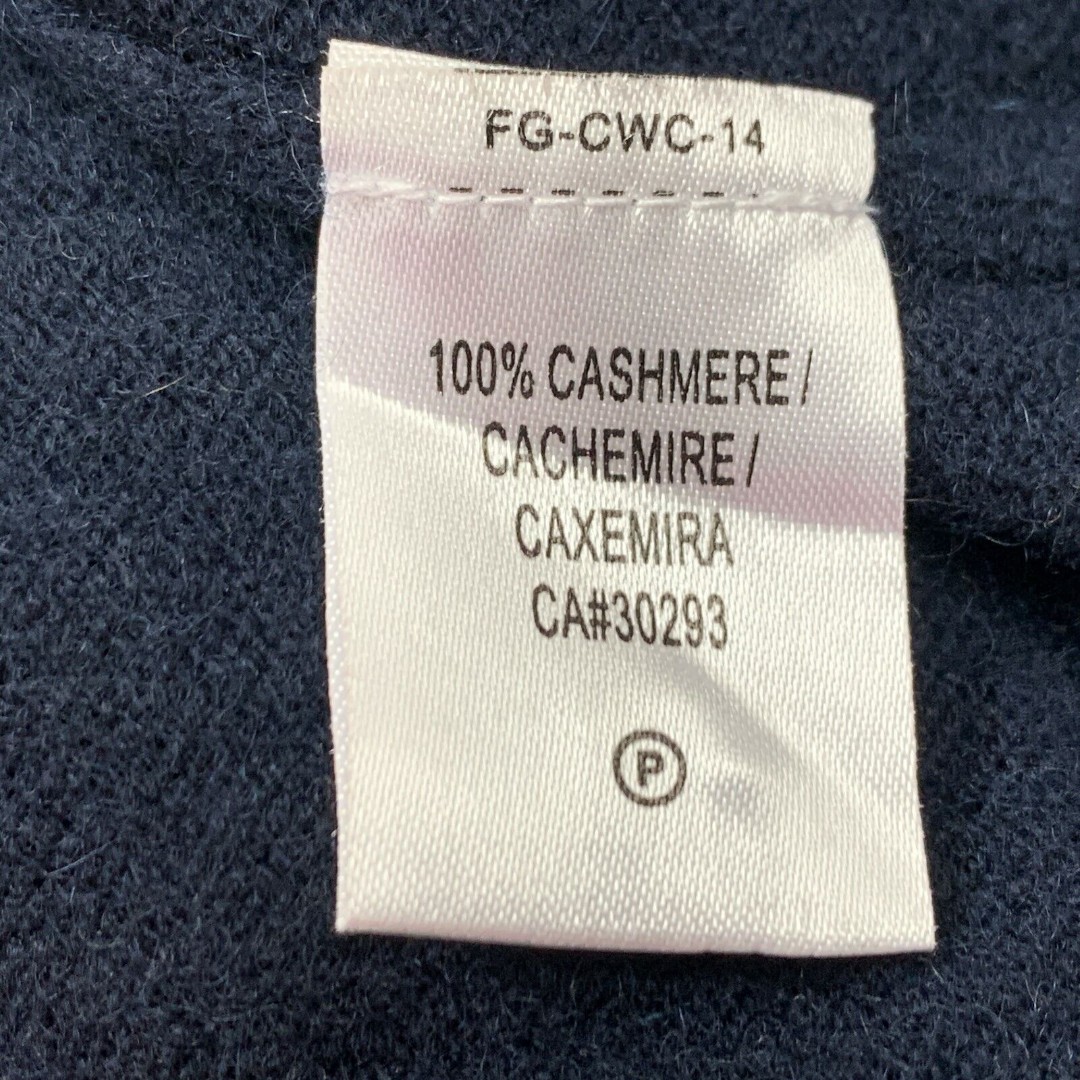 FG-CWC-14
100% CASHMERE /
CACHEMIRE /
CAXEMIRA
CA#30293
P